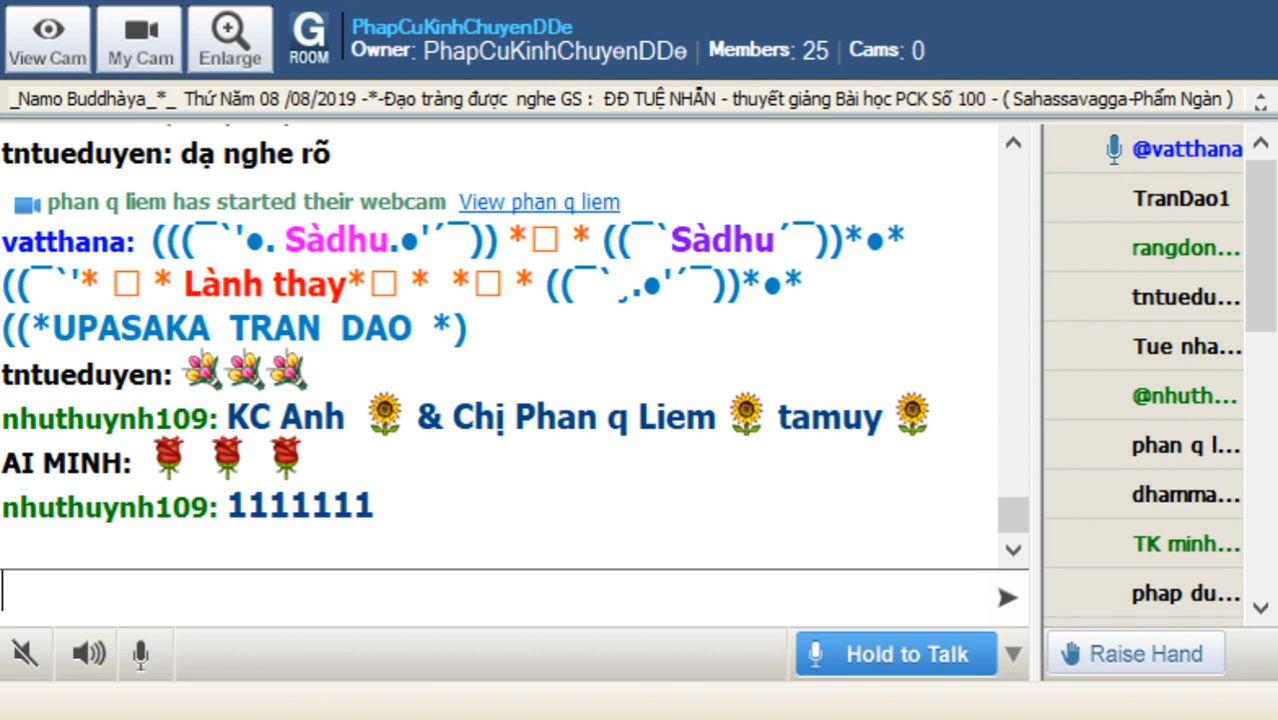 View Cam
My Cam
Enlarge
G ROOM
PhapCuKinhChuyenDDe
Owner: PhapCuKinhChuyenDDe | Members: 25 | Cams: 0
_Namo Buddhàya_*_ Thứ Năm 08 /08/2019 -*-Đạo tràng được nghe GS : ĐĐ TUỆ NHẪN - thuyết giảng Bài học PCK Số 100 - ( Sahassavagga-Phẩm Ngàn )
tntueduyen: dạ nghe rõ
phan q liem has started their webcam View phan q liem
vatthana: (((¯`'●. Sàdhu.●'´¯)) *□ * ((¯`Sàdhu´¯))*●*
((¯`'* □ * Lành thay*□ * *□ * ((¯`¸.●'´¯))*●*
((*UPASAKA TRAN DAO *)
tntueduyen:
nhuthuynh109: KC Anh 🌻 & Chị Phan q Liem 🌻 tamuy 🌻
AI MINH: 🌹 🌹 🌹
nhuthuynh109: 1111111
Hold to Talk
@vatthana
TranDao1
rangdon...
tntuedu...
Tue nha...
@nhuth...
phan q l...
dhamma...
TK minh...
phap du...
Raise Hand